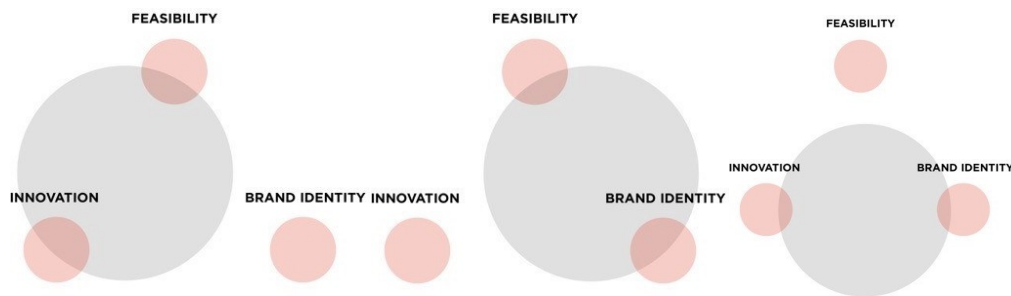 FEASIBILITY
INNOVATION
BRAND IDENTITY
FEASIBILITY
INNOVATION
BRAND IDENTITY
FEASIBILITY
INNOVATION
BRAND IDENTITY